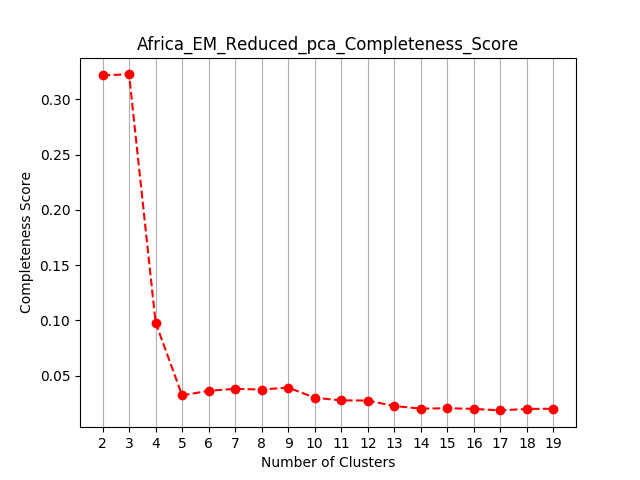 Africa_EM_Reduced_pca_Completeness_Score
Completeness Score
0.30
0.25
0.20
0.15
0.10
0.05
2 3 4 5 6 7 8 9 10 11 12 13 14 15 16 17 18 19
Number of Clusters